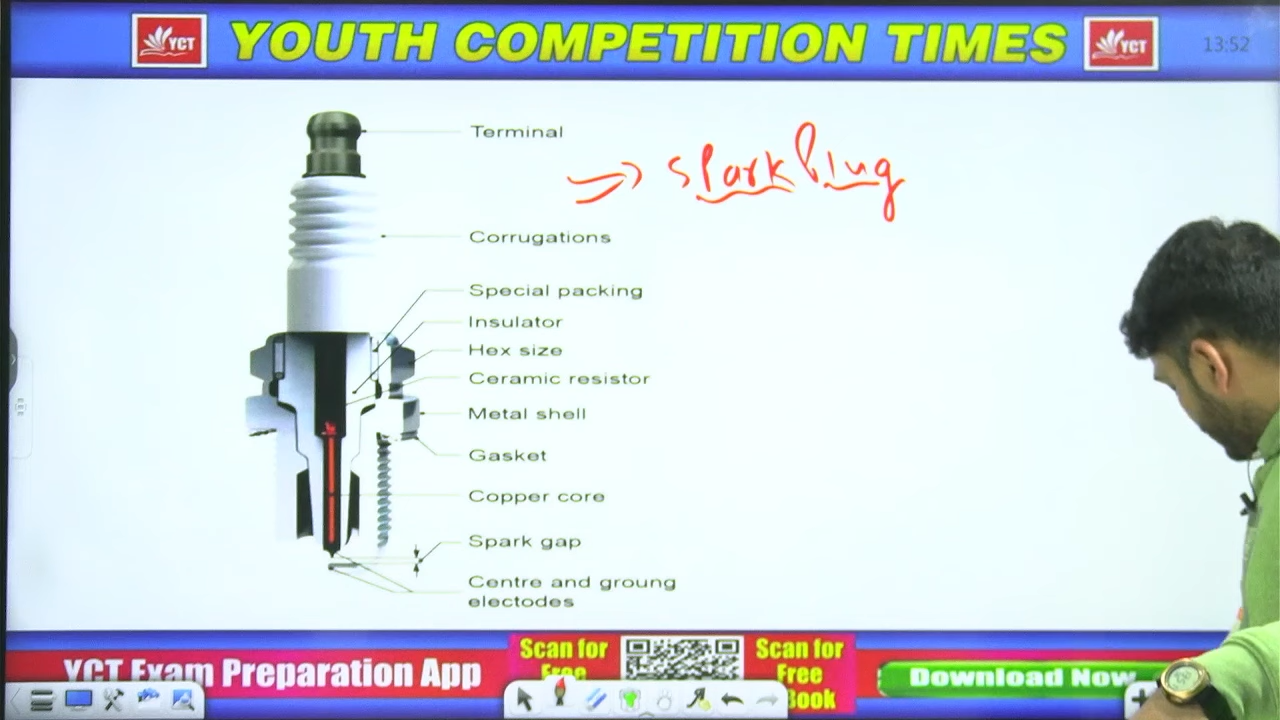 YCT YOUTH COMPETITION TIMES YCT 13:52
Terminal
⇒ sparkplug
Corrugations
Special packing
Insulator
Hex size
Ceramic resistor
Metal shell
Gasket
Copper core
Spark gap
Centre and groung
electodes
YCT Exam Preparation App
Scan for
Free
Scan for
Free
Book
Download Now